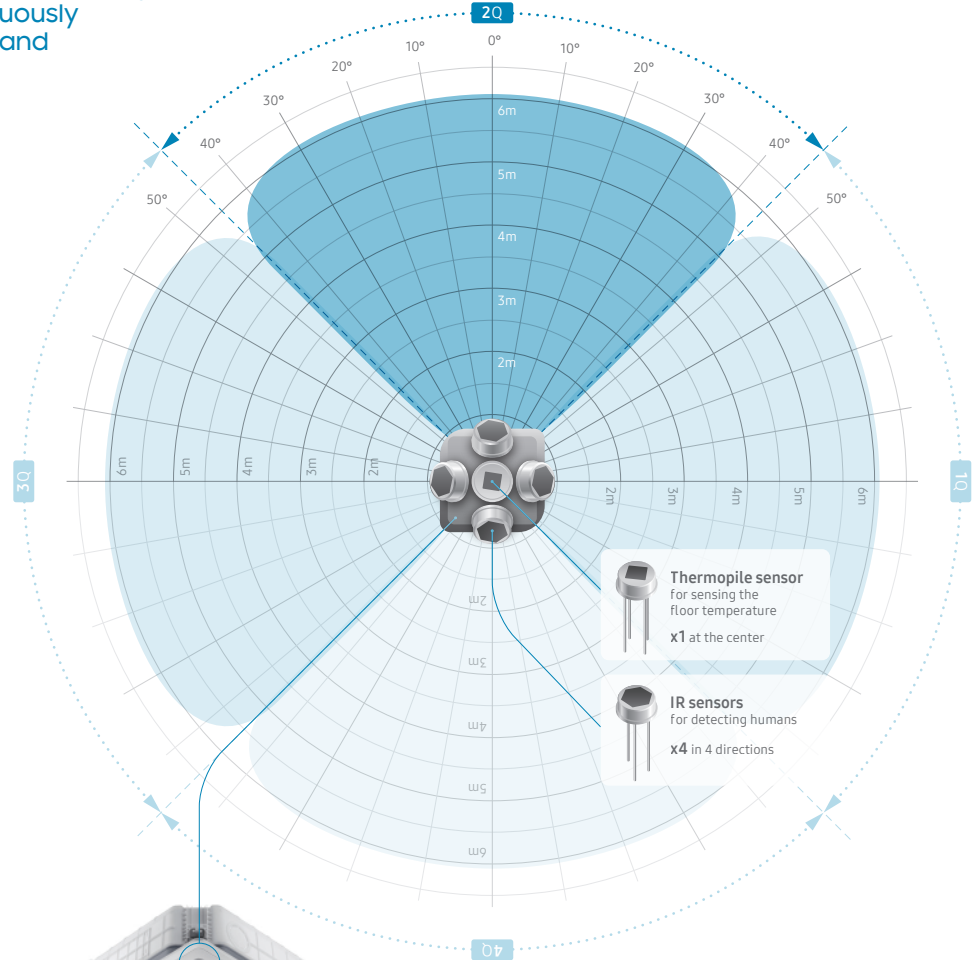 uously
and
2Q
0°
10°
10°
20°
20°
30°
30°
40°
40°
50°
50°
6m
5m
4m
3m
2m
3Q
6m
5m
4m
3m
2m
2m
3m
4m
5m
6m
1Q
2m
3m
4m
5m
6m
4Q
Thermopile sensor
for sensing the
floor temperature
x1 at the center
IR sensors
for detecting humans
x4 in 4 directions